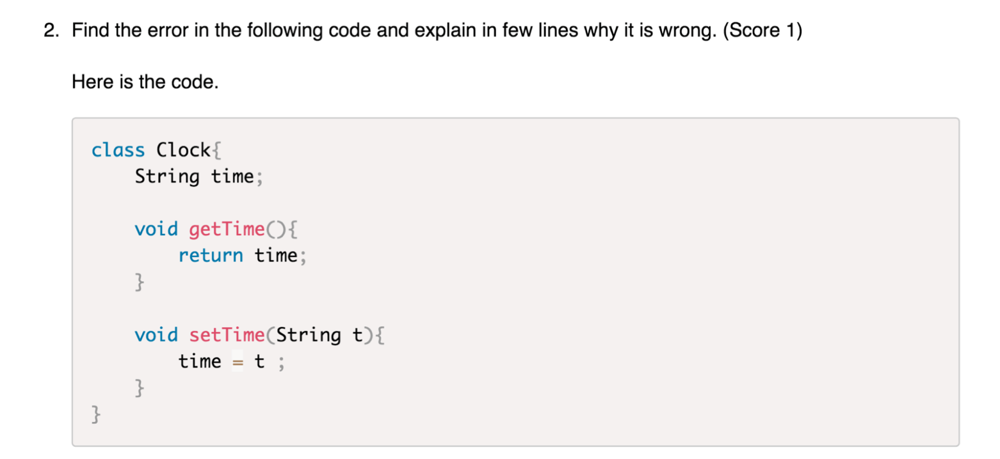 2. Find the error in the following code and explain in few lines why it is wrong. (Score 1)
Here is the code.
class Clock{
    String time;
    void getTime(){
        return time;
    }
    void setTime(String t){
        time = t ;
    }
}